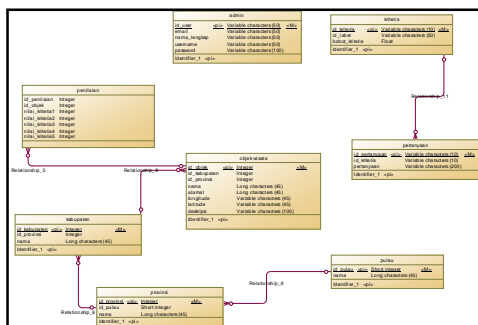 admin
id_user <pi> Variable characters (50) <M>
email Variable characters (50)
nama_lengkap Variable characters (50)
username Variable characters (50)
password Variable characters (100)
Identifier_1 <pi>
kriteria
id_kriteria <pi> Variable characters (10) <M>
id_label Variable characters (50)
bobot_kriteria Float
Identifier_1 <pi>
Relationship_11
penilaian
id_penilaian Integer
id_objek Integer
nilai_kriteria1 Integer
nilai_kriteria2 Integer
nilai_kriteria3 Integer
nilai_kriteria4 Integer
nilai_kriteria5 Integer
pertanyaan
id_pertanyaan <pi> Variable characters (10) <M>
id_kriteria Variable characters (10)
pertanyaan Variable characters (200)
Identifier_1 <pi>
Relationship_5
objek wisata
id_objek <pi> Integer <M>
id_kabupaten Integer
id_provinsi Integer
nama Long characters (45)
alamat Long characters (45)
longitude Variable characters (45)
latitude Variable characters (45)
deskripsi Variable characters (100)
Identifier_1 <pi>
kabupaten
id_kabupaten <pi> Integer <M>
id_provinsi Integer
nama Long characters (45)
Identifier_1 <pi>
pulau
id_pulau <pi> Short integer <M>
nama Long characters (45)
Identifier_1 <pi>
Relationship_9
provinsi
id_provinsi <pi> Integer <M>
id_pulau Short integer
nama Long characters (45)
Identifier_1 <pi>